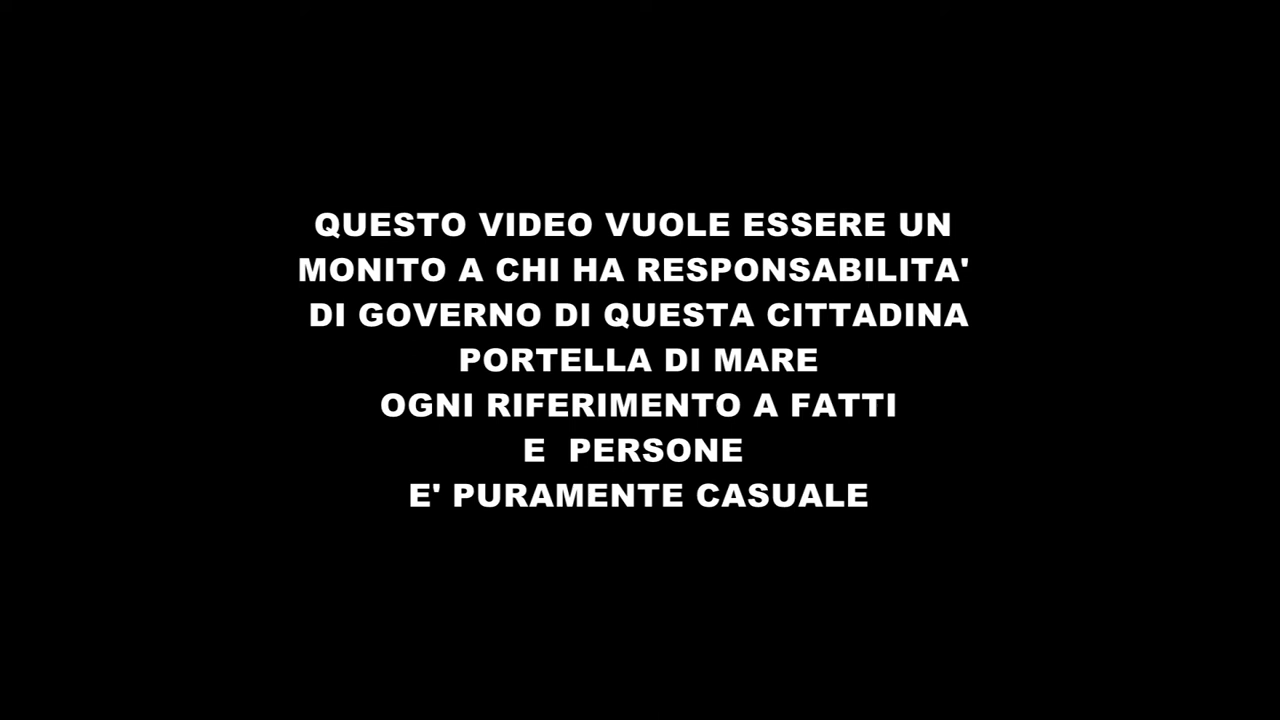 QUESTO VIDEO VUOLE ESSERE UN
MONITO A CHI HA RESPONSABILITA'
DI GOVERNO DI QUESTA CITTADINA
PORTELLA DI MARE
OGNI RIFERIMENTO A FATTI
E PERSONE
E' PURAMENTE CASUALE